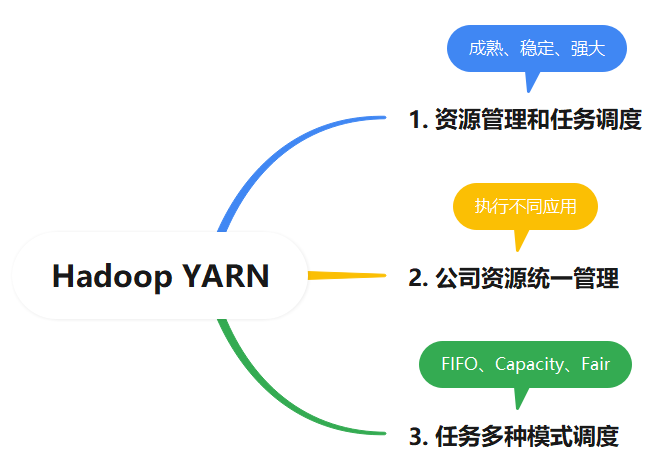 成熟、稳定、强大
1. 资源管理和任务调度
执行不同应用
Hadoop YARN
2. 公司资源统一管理
FIFO、Capacity、Fair
3. 任务多种模式调度